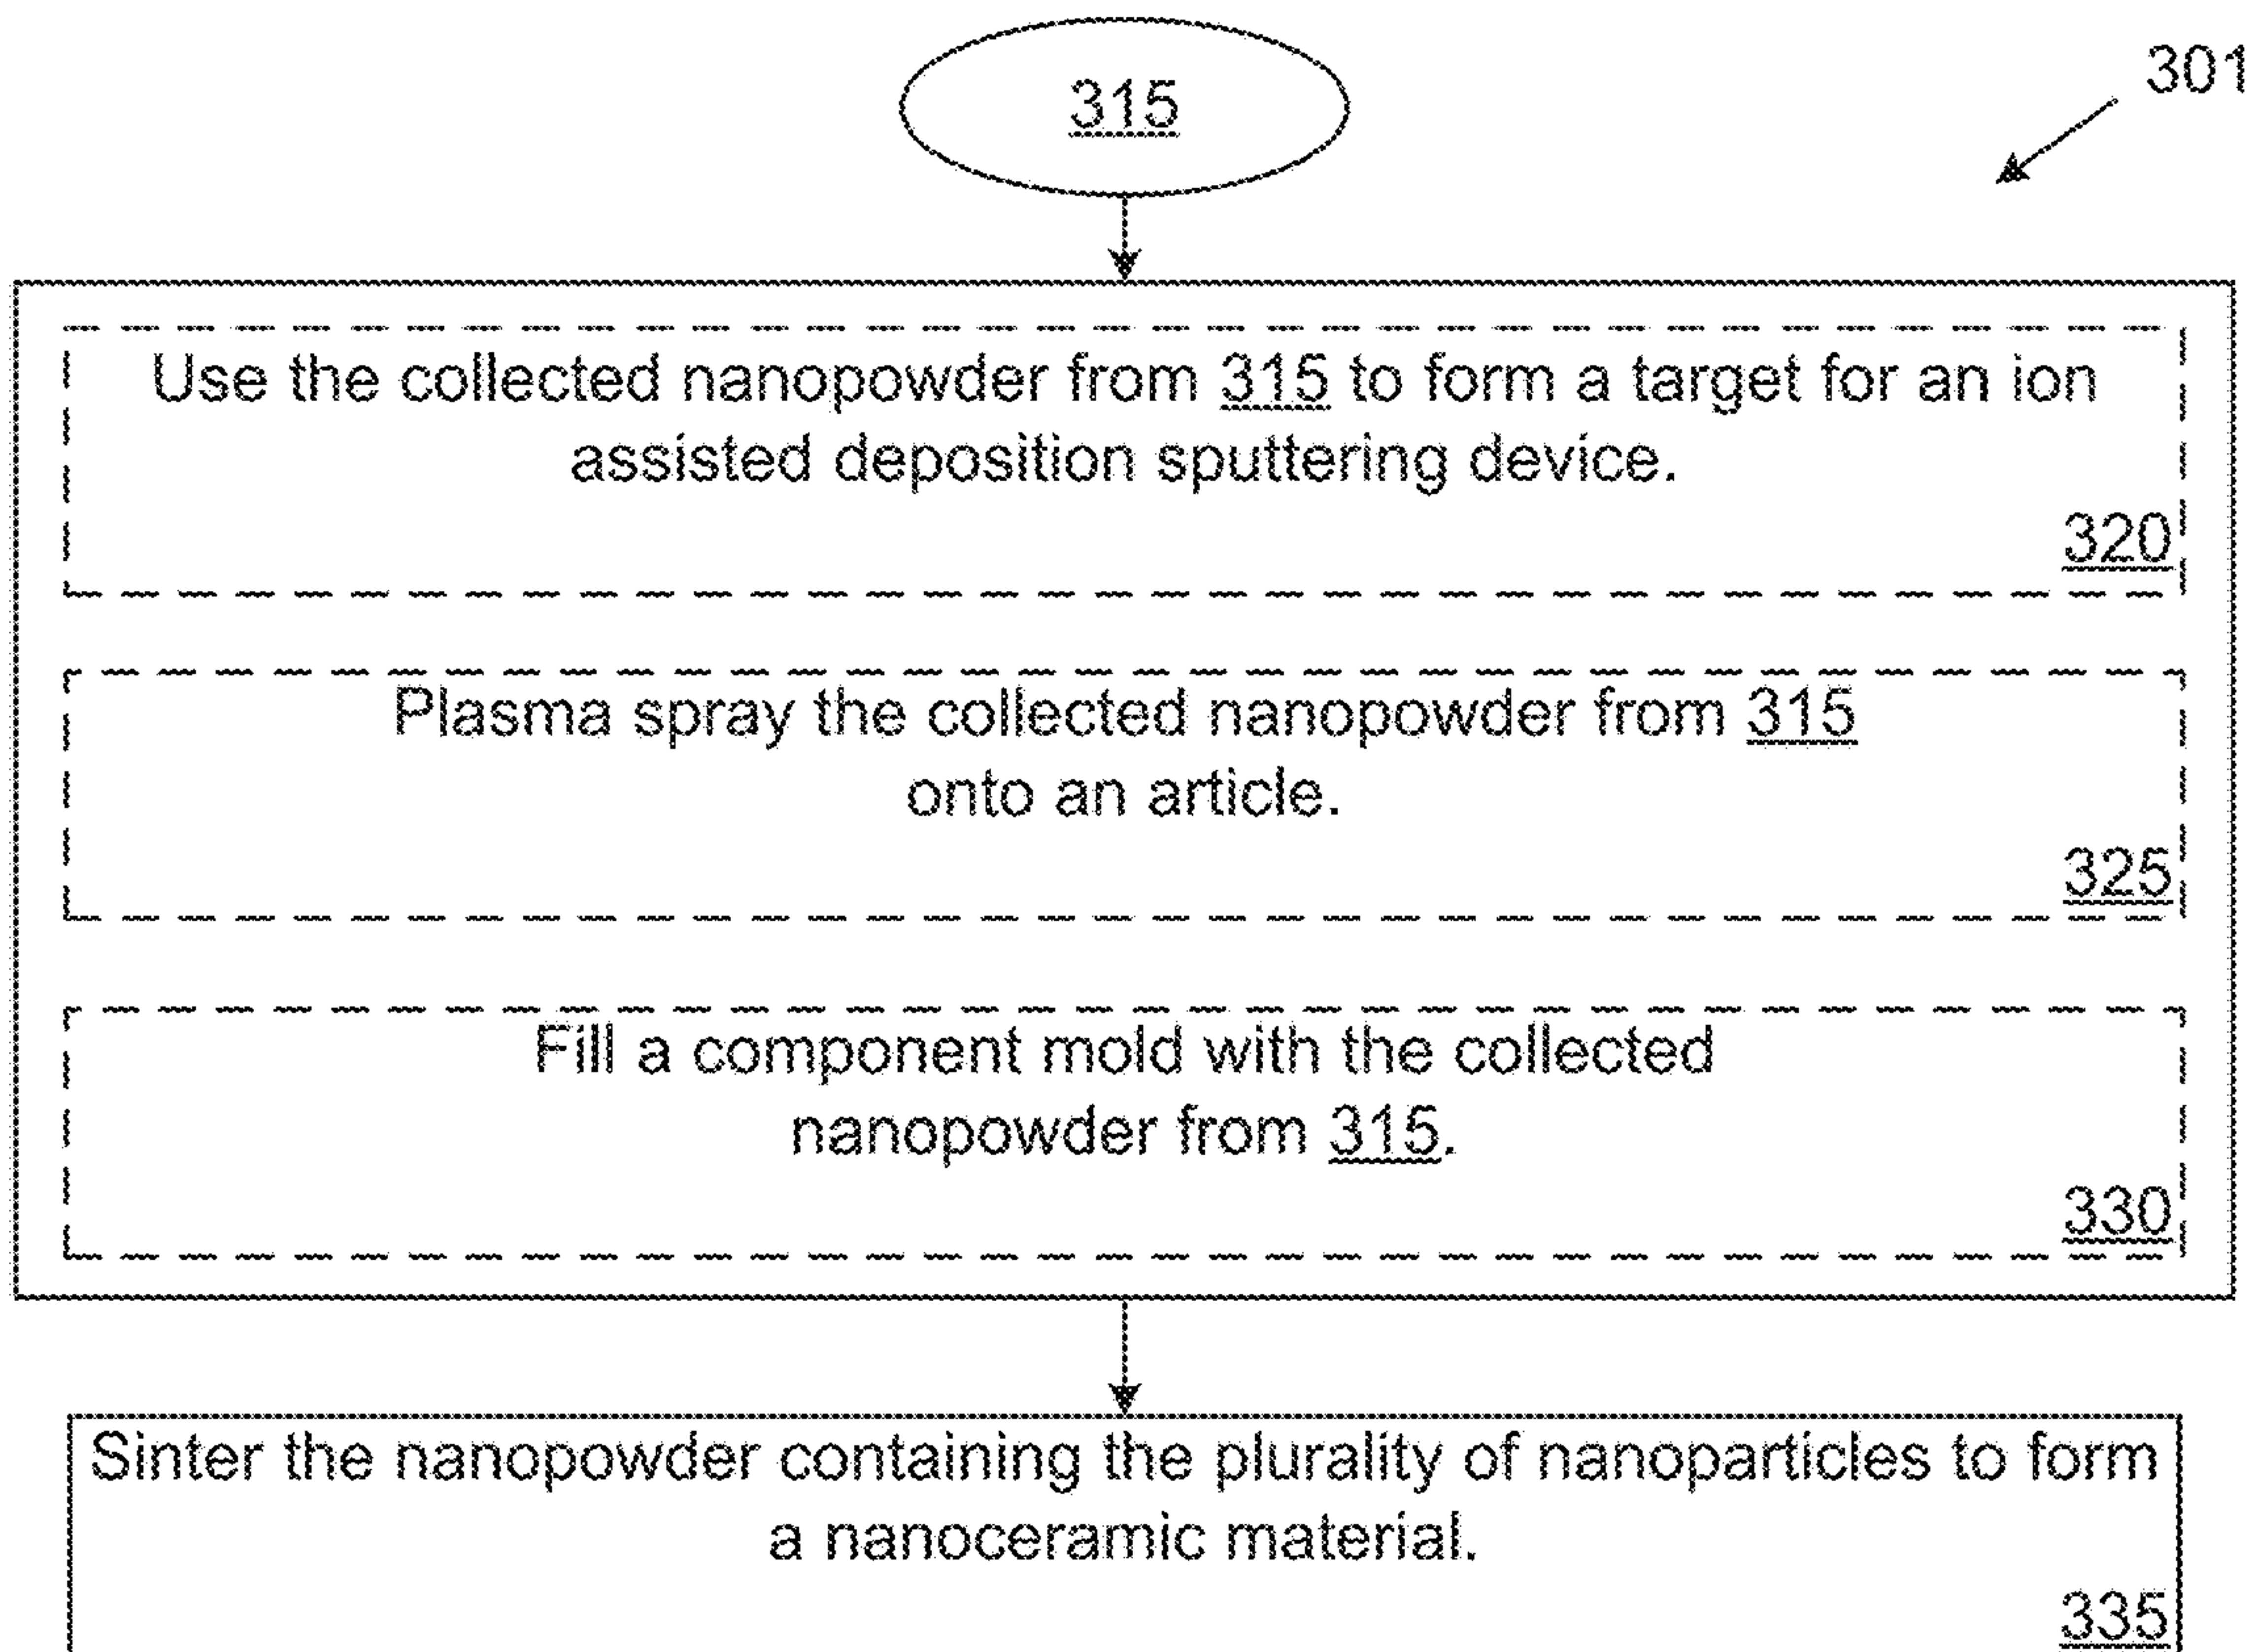 315
301
Use the collected nanopowder from 315 to form a target for an ion
assisted deposition sputtering device.
320
Plasma spray the collected nanopowder from 315
onto an article.
325
Fill a component mold with the collected
nanopowder from 315.
330
Sinter the nanopowder containing the plurality of nanoparticles to form
a nanoceramic material.
335